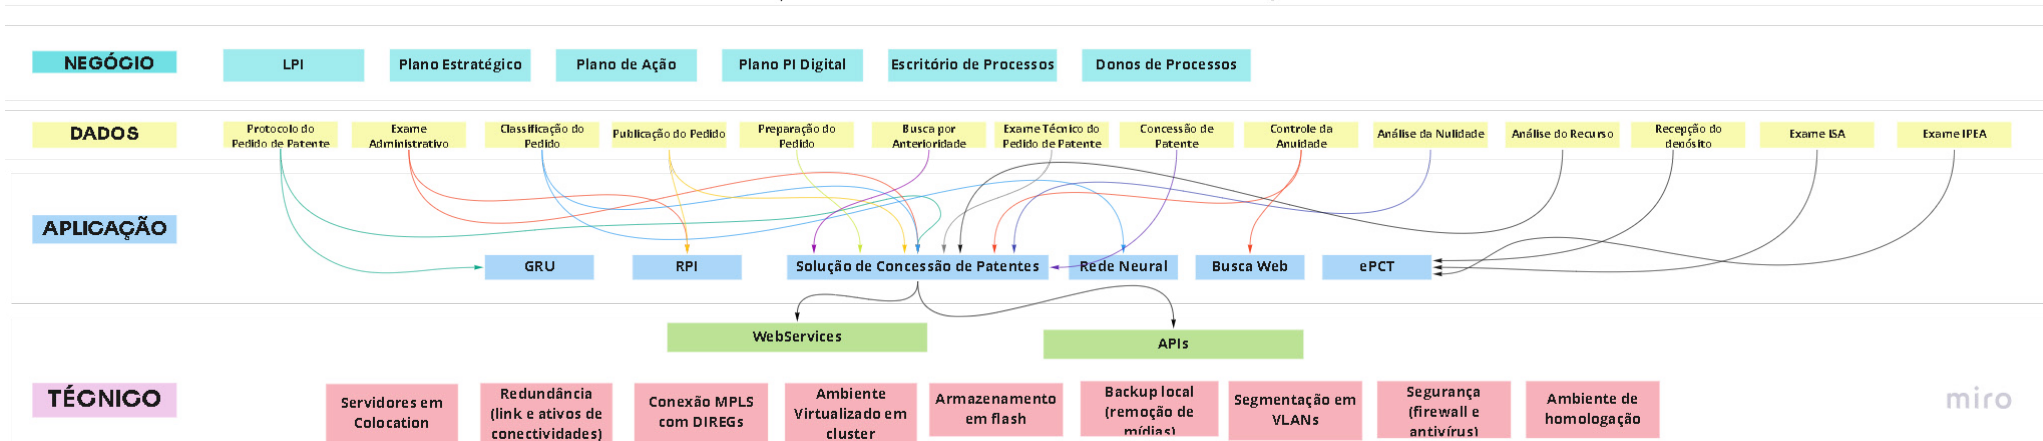 NEGÓCIO
LPI
Plano Estratégico
Plano de Ação
Plano PI Digital
Escritório de Processos
Donos de Processos
DADOS
Protocolo do
Pedido de Patente
Exame
Administrativo
Classificação do
Pedido
Publicação do Pedido
Preparação do
Pedido
Busca por
Anterioridade
Exame Técnico do
Pedido de Patente
Concessão de
Patente
Controle da
Anuidade
Análise da Nulidade
Análise do Recurso
Recepção do
depósito
Exame ISA
Exame IPEA
APLICAÇÃO
GRU
RPI
Solução de Concessão de Patentes
Rede Neural
Busca Web
ePCT
WebServices
APIs
TÉCNICO
Servidores em
Colocation
Redundância
(link e ativos de
conectividades)
Conexão MPLS
com DIREGs
Ambiente
Virtualizado em
cluster
Armazenamento
em flash
Backup local
(remoção de
mídias)
Segmentação em
VLANs
Segurança
(firewall e
antivírus)
Ambiente de
homologação
miro